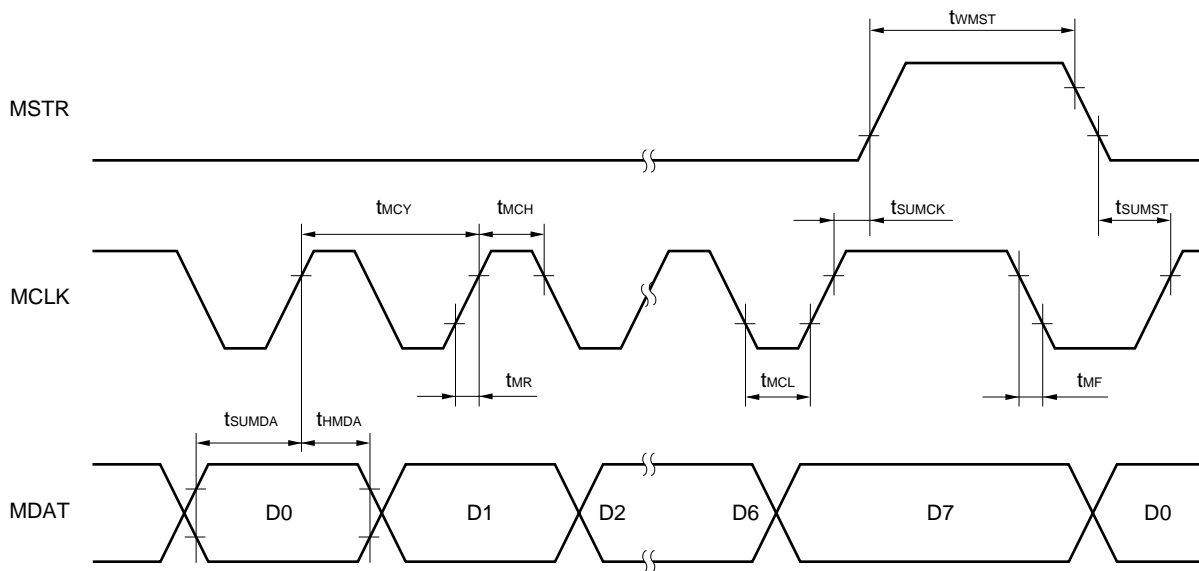 tWMST
MSTR
tMCY
tMCH
tSUMCK
tSUMST
MCLK
tMR
tMCL
tMF
tSUMDA
tHMDA
MDAT
D0
D1
D2
D6
D7
D0